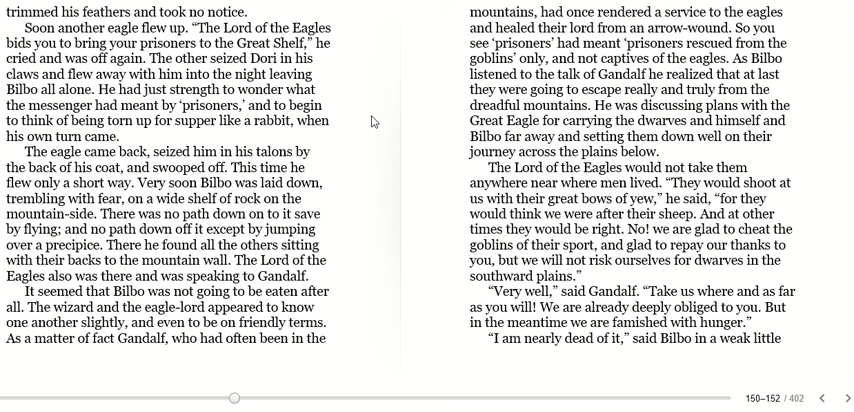 trimmed his feathers and took no notice.
Soon another eagle flew up. “The Lord of the Eagles
bids you to bring your prisoners to the Great Shelf,” he
cried and was off again. The other seized Dori in his
claws and flew away with him into the night leaving
Bilbo all alone. He had just strength to wonder what
the messenger had meant by ‘prisoners,’ and to begin
to think of being torn up for supper like a rabbit, when
his own turn came.
The eagle came back, seized him in his talons by
the back of his coat, and swooped off. This time he
flew only a short way. Very soon Bilbo was laid down,
trembling with fear, on a wide shelf of rock on the
mountain-side. There was no path down on to it save
by flying; and no path down off it except by jumping
over a precipice. There he found all the others sitting
with their backs to the mountain wall. The Lord of the
Eagles also was there and was speaking to Gandalf.
It seemed that Bilbo was not going to be eaten after
all. The wizard and the eagle-lord appeared to know
one another slightly, and even to be on friendly terms.
As a matter of fact Gandalf, who had often been in the
mountains, had once rendered a service to the eagles
and healed their lord from an arrow-wound. So you
see ‘prisoners’ had meant ‘prisoners rescued from the
goblins’ only, and not captives of the eagles. As Bilbo
listened to the talk of Gandalf he realized that at last
they were going to escape really and truly from the
dreadful mountains. He was discussing plans with the
Great Eagle for carrying the dwarves and himself and
Bilbo far away and setting them down well on their
journey across the plains below.
The Lord of the Eagles would not take them
anywhere near where men lived. “They would shoot at
us with their great bows of yew,” he said, “for they
would think we were after their sheep. And at other
times they would be right. No! we are glad to cheat the
goblins of their sport, and glad to repay our thanks to
you, but we will not risk ourselves for dwarves in the
southward plains.”
“Very well,” said Gandalf. “Take us where and as far
as you will! We are already deeply obliged to you. But
in the meantime we are famished with hunger.”
“I am nearly dead of it,” said Bilbo in a weak little
150–152 / 402